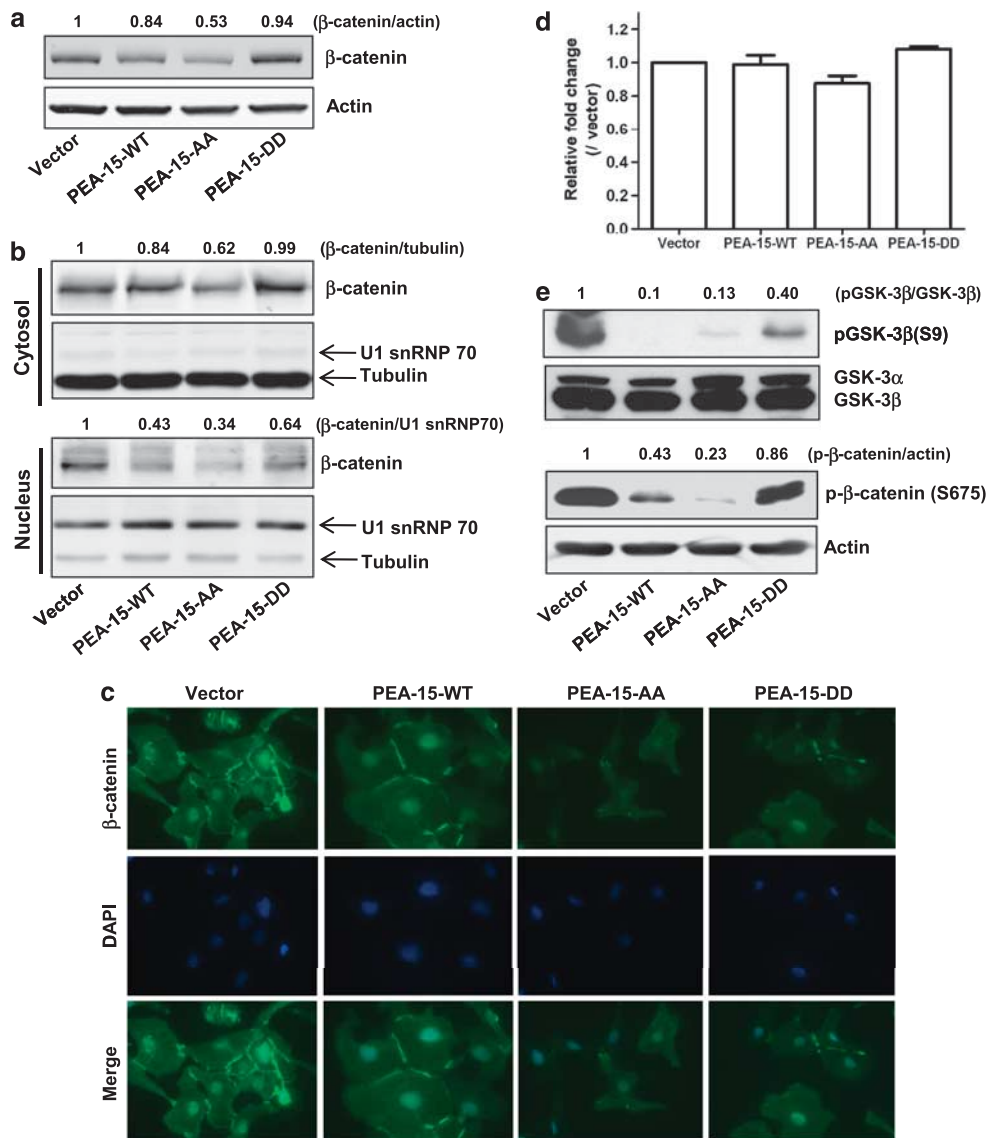 a
1 0.84 0.53 0.94 (β-catenin/actin)
β-catenin
Actin
Vector
PEA-15-WT
PEA-15-AA
PEA-15-DD
b
1 0.84 0.62 0.99 (β-catenin/tubulin)
Cytosol
β-catenin
U1 snRNP 70
Tubulin
1 0.43 0.34 0.64 (β-catenin/U1 snRNP70)
Nucleus
β-catenin
U1 snRNP 70
Tubulin
Vector
PEA-15-WT
PEA-15-AA
PEA-15-DD
c
Vector PEA-15-WT PEA-15-AA PEA-15-DD
β-catenin
DAPI
Merge
d
Relative fold change
(/ vector)
1.2
1.0
0.8
0.6
0.4
0.2
0.0
Vector PEA-15-WT PEA-15-AA PEA-15-DD
e
1 0.1 0.13 0.40 (pGSK-3β/GSK-3β)
pGSK-3β(S9)
GSK-3α
GSK-3β
1 0.43 0.23 0.86 (p-β-catenin/actin)
p-β-catenin (S675)
Actin
Vector
PEA-15-WT
PEA-15-AA
PEA-15-DD